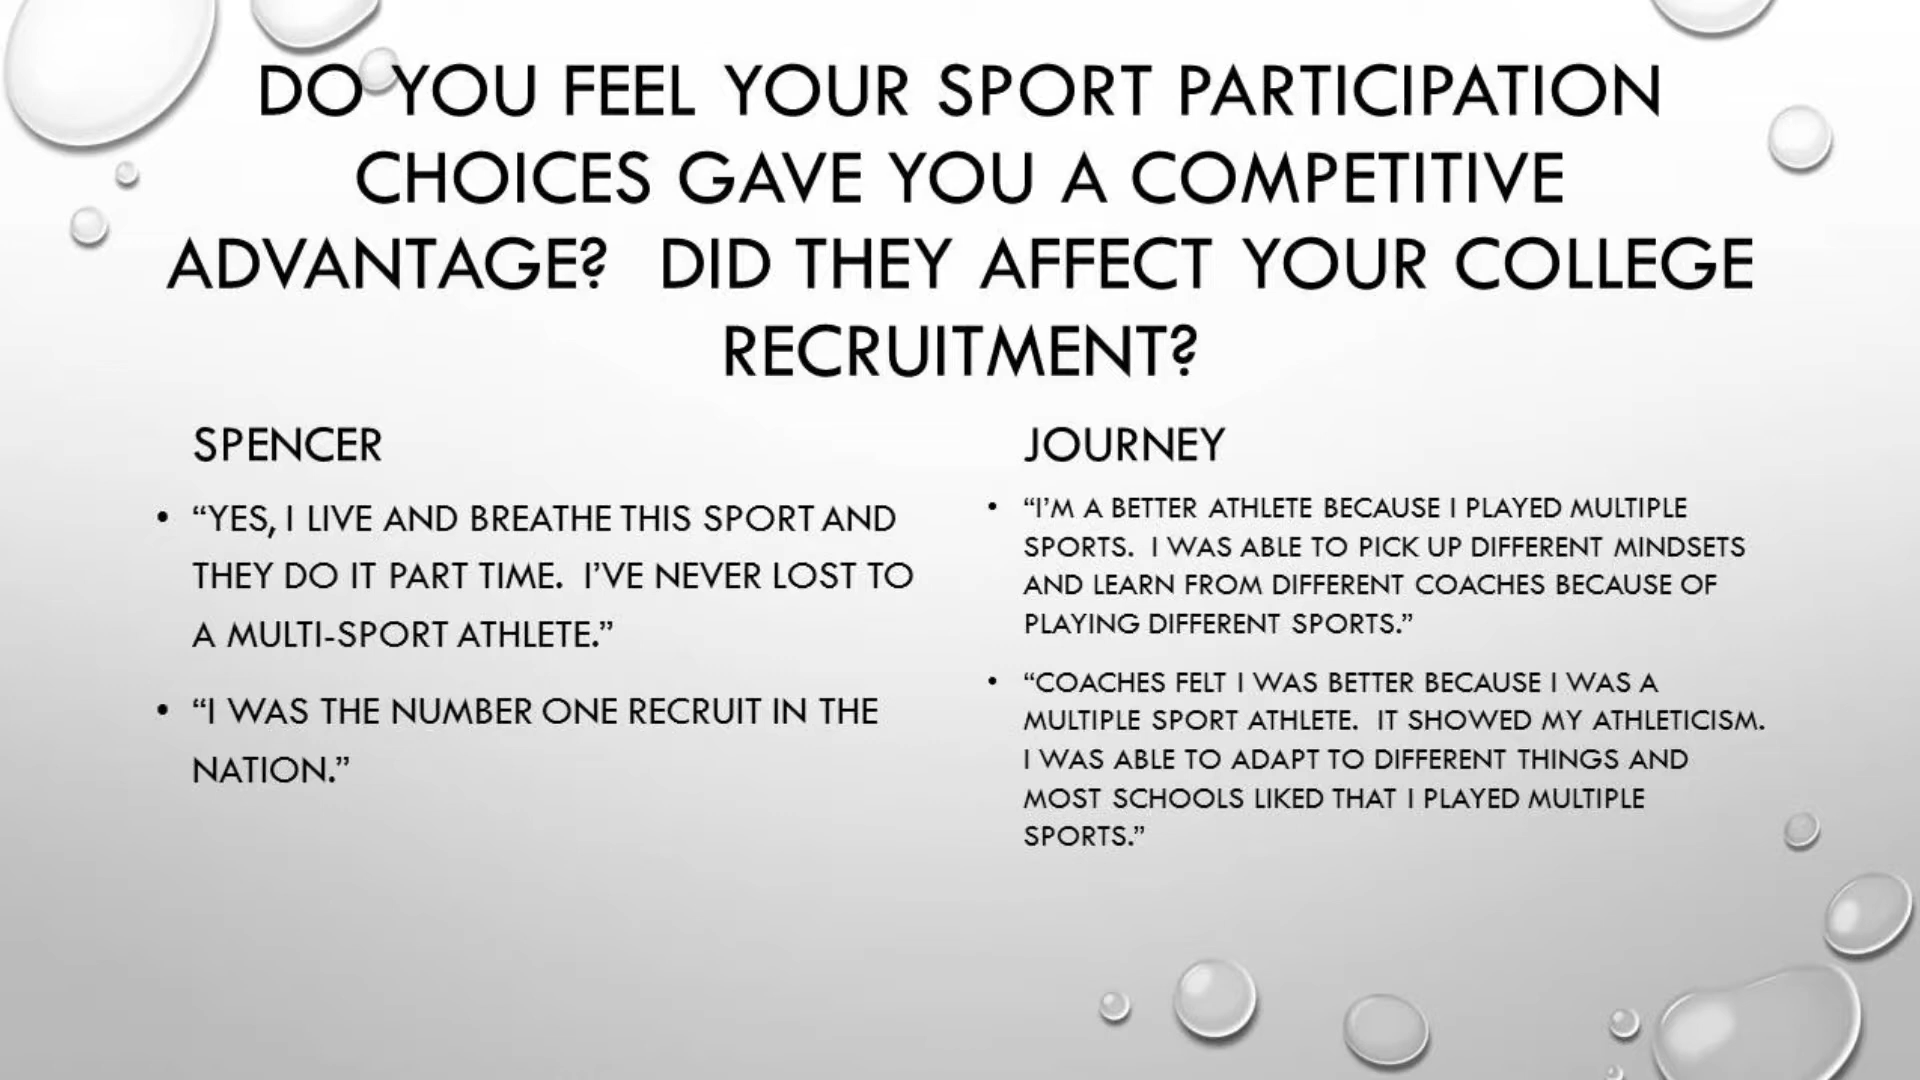 DO YOU FEEL YOUR SPORT PARTICIPATION
CHOICES GAVE YOU A COMPETITIVE
ADVANTAGE?  DID THEY AFFECT YOUR COLLEGE
RECRUITMENT?
SPENCER
• “YES, I LIVE AND BREATHE THIS SPORT AND
THEY DO IT PART TIME.  I’VE NEVER LOST TO
A MULTI-SPORT ATHLETE.”
• “I WAS THE NUMBER ONE RECRUIT IN THE
NATION.”
JOURNEY
• “I’M A BETTER ATHLETE BECAUSE I PLAYED MULTIPLE
SPORTS.  I WAS ABLE TO PICK UP DIFFERENT MINDSETS
AND LEARN FROM DIFFERENT COACHES BECAUSE OF
PLAYING DIFFERENT SPORTS.”
• “COACHES FELT I WAS BETTER BECAUSE I WAS A
MULTIPLE SPORT ATHLETE.  IT SHOWED MY ATHLETICISM.
I WAS ABLE TO ADAPT TO DIFFERENT THINGS AND
MOST SCHOOLS LIKED THAT I PLAYED MULTIPLE
SPORTS.”